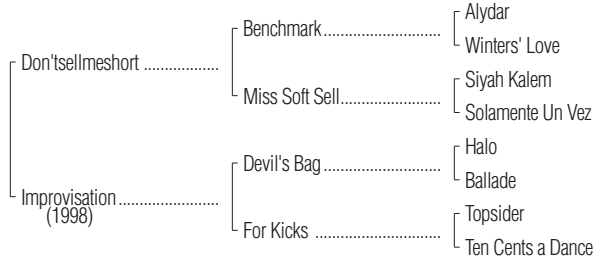 Alydar
Benchmark
Winters' Love
Don'tsellmeshort
Siyah Kalem
Miss Soft Sell
Solamente Un Vez
Halo
Devil's Bag
Ballade
Improvisation
(1998)
Topsider
For Kicks
Ten Cents a Dance